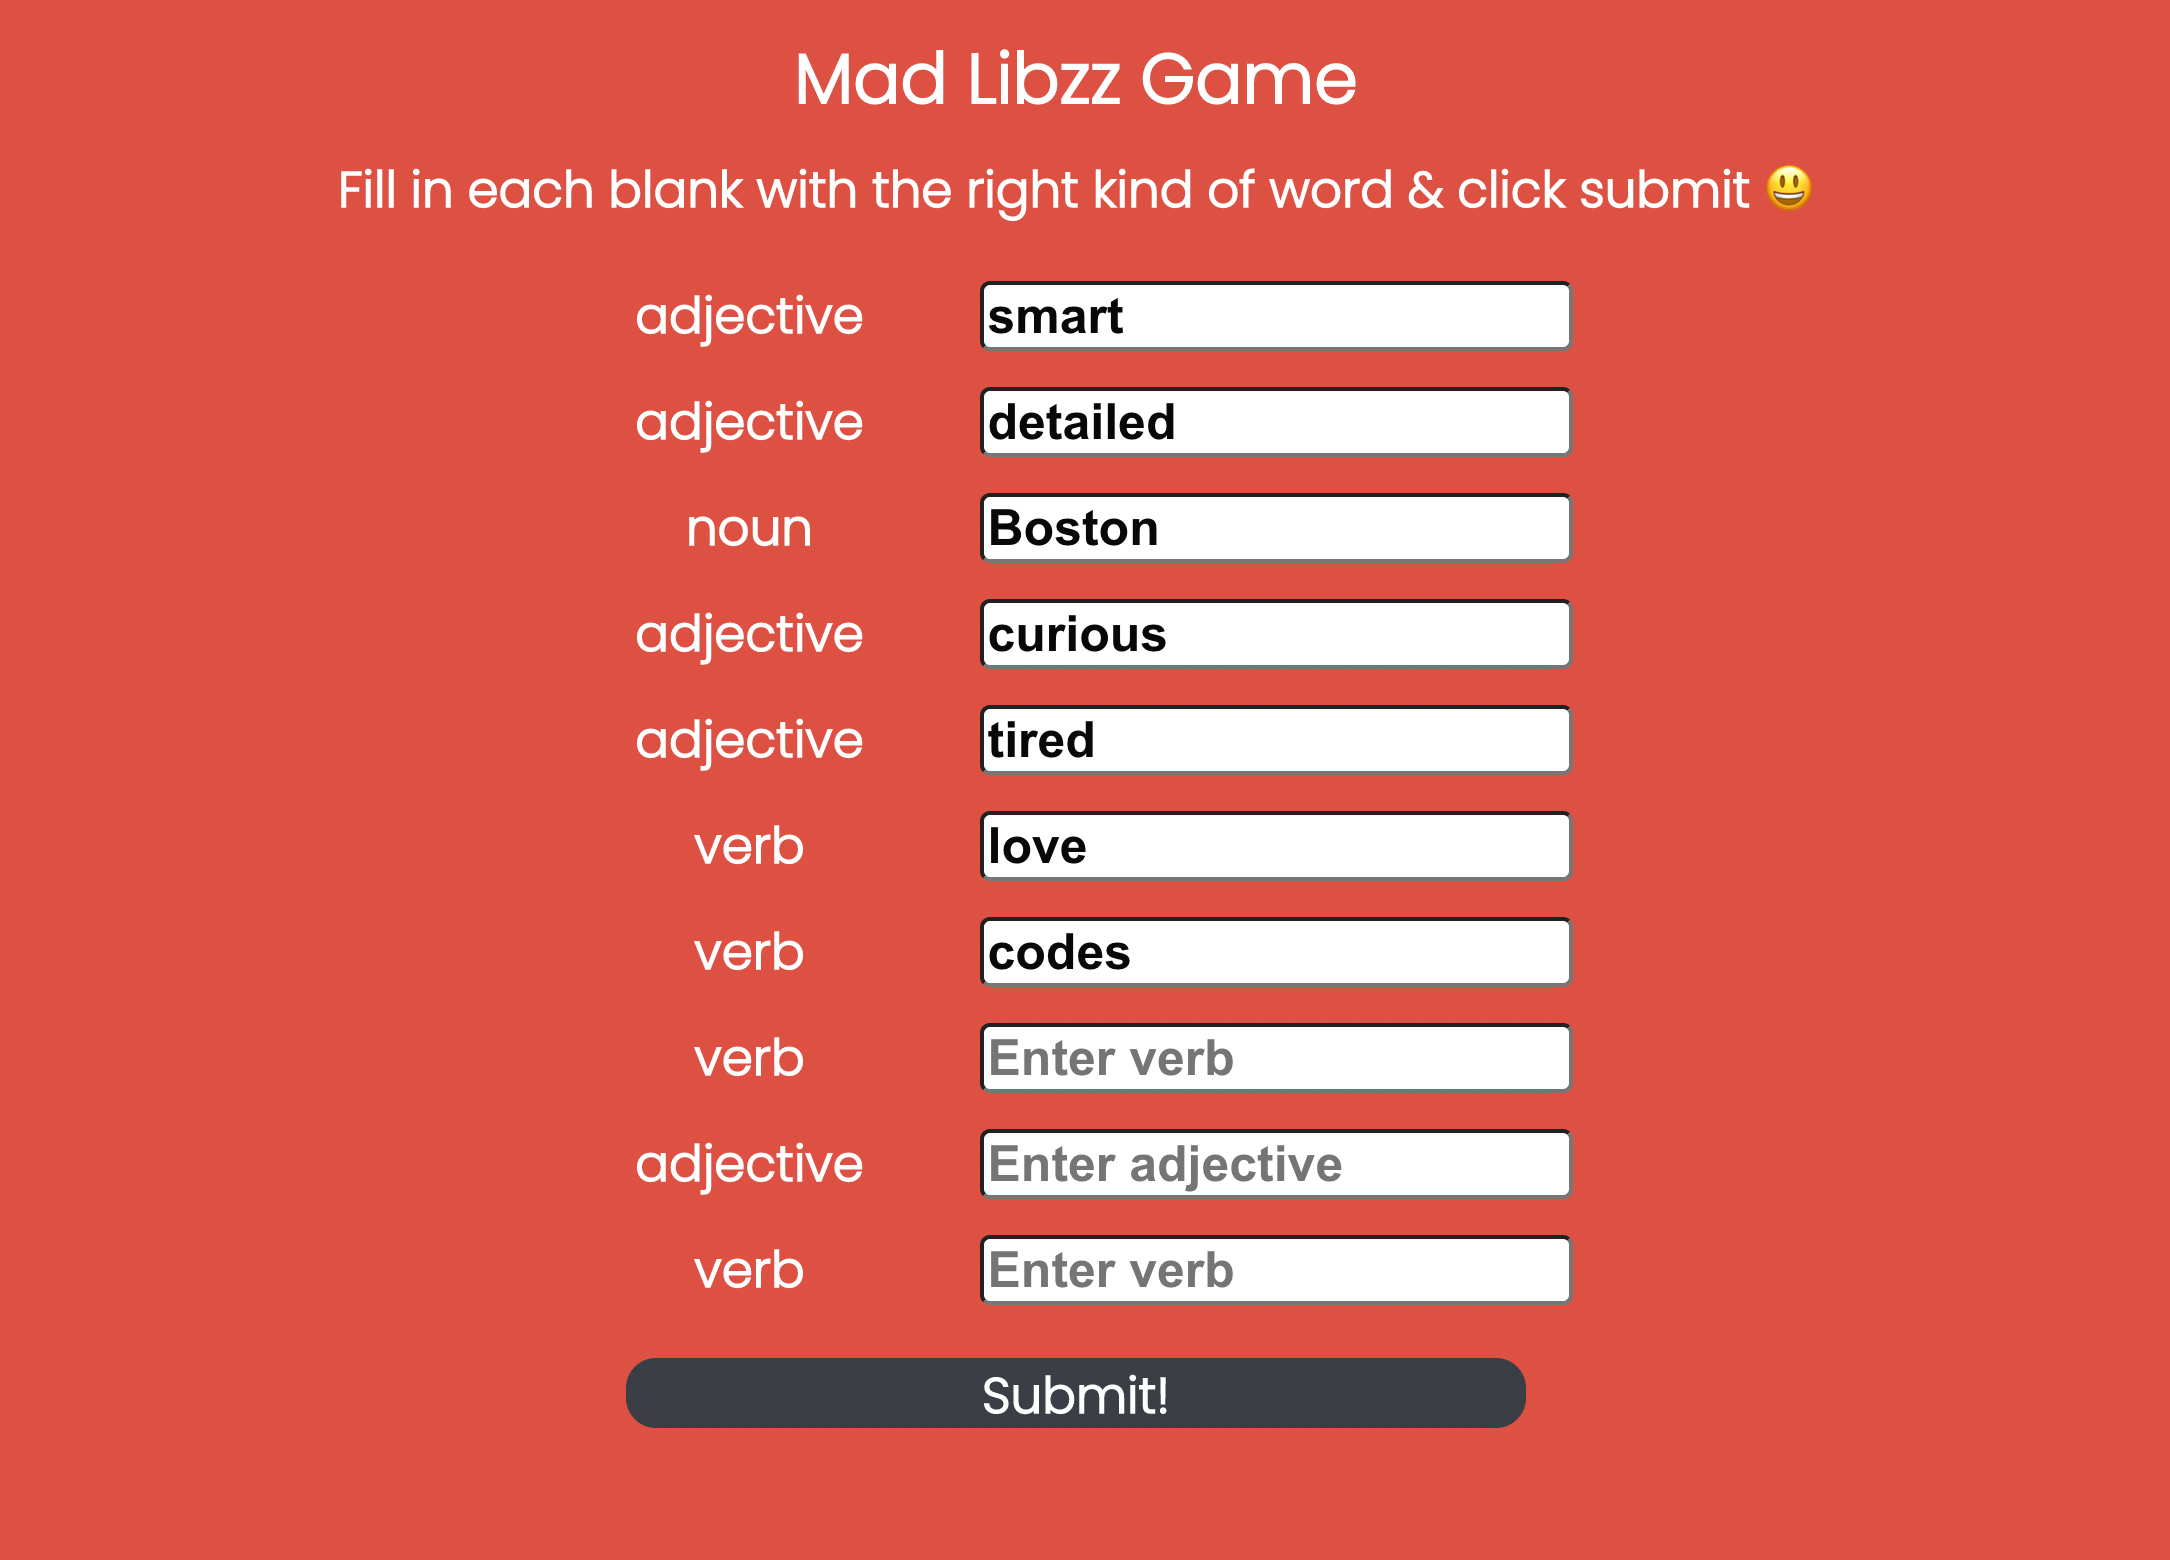 Mad Libzz Game
Fill in each blank with the right kind of word & click submit 😃
adjective smart
adjective detailed
noun Boston
adjective curious
adjective tired
verb love
verb codes
verb Enter verb
adjective Enter adjective
verb Enter verb
Submit!